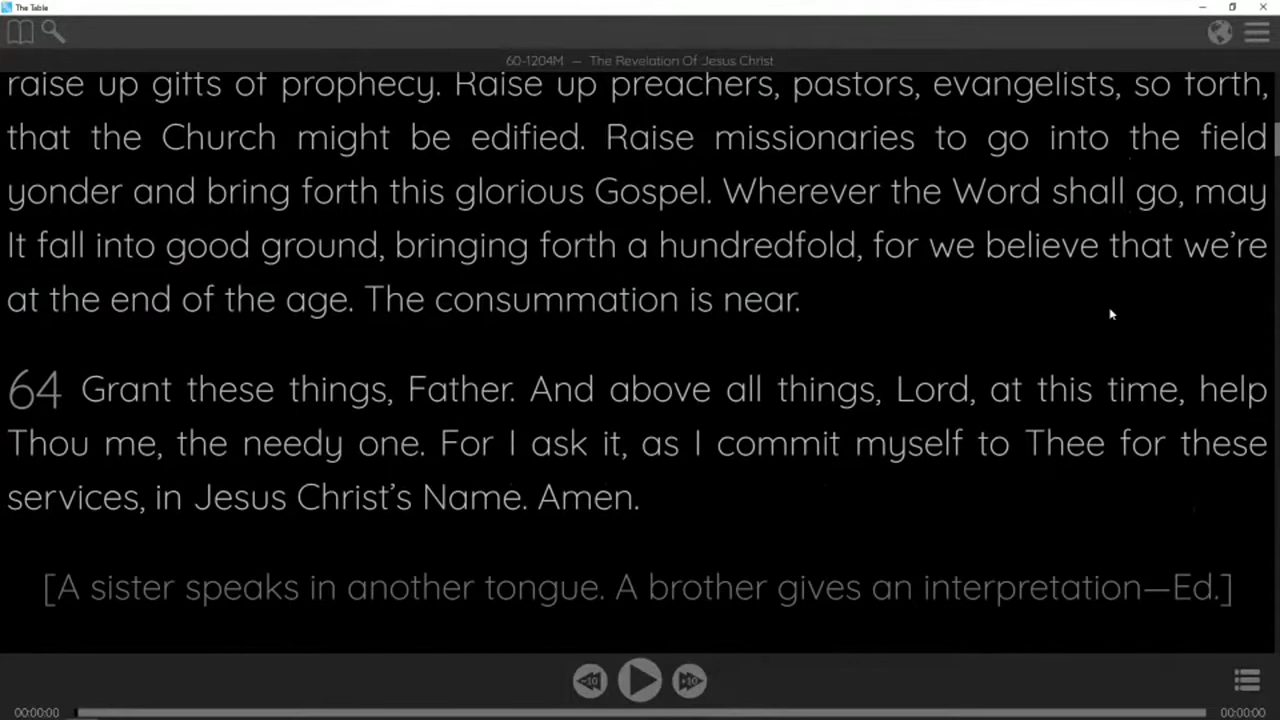 The Table
60-1204M — The Revelation Of Jesus Christ
raise up gifts of prophecy. Raise up preachers, pastors, evangelists, so forth,
that the Church might be edified. Raise missionaries to go into the field
yonder and bring forth this glorious Gospel. Wherever the Word shall go, may
It fall into good ground, bringing forth a hundredfold, for we believe that we’re
at the end of the age. The consummation is near.
64 Grant these things, Father. And above all things, Lord, at this time, help
Thou me, the needy one. For I ask it, as I commit myself to Thee for these
services, in Jesus Christ’s Name. Amen.
[A sister speaks in another tongue. A brother gives an interpretation—Ed.]
-10 +10
00:00:00 00:00:00